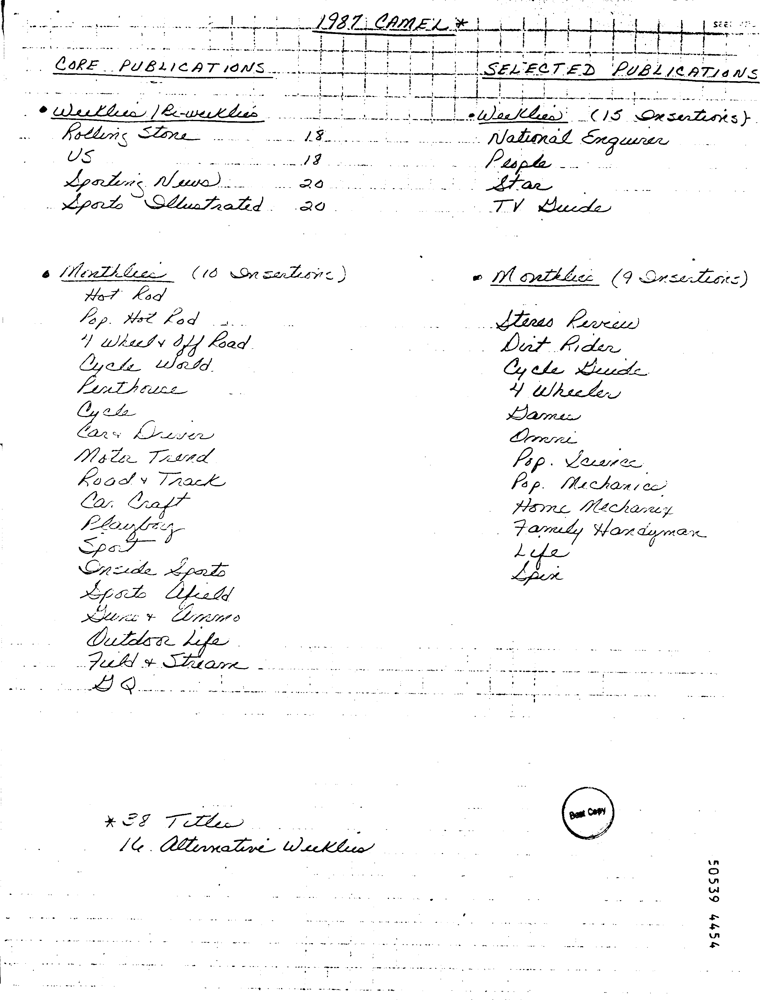 1987 CAMEL *
CORE PUBLICATIONS
• Weeklies / Bi-weeklies
Rolling Stone 18
US 18
Sporting News 20
Sports Illustrated 20
• Monthlies (10 Insertions)
Hot Rod
Pop. Hot Rod
4 Wheel & Off Road
Cycle World
Penthouse
Cycle
Car & Driver
Motor Trend
Road & Track
Car Craft
Playboy
Sport
Inside Sports
Sports Afield
Guns & Ammo
Outdoor Life
Field & Stream
GQ
SELECTED PUBLICATIONS
• Weeklies (15 Insertions)
National Enquirer
People
Star
TV Guide
• Monthlies (9 Insertions)
Stereo Review
Dirt Rider
Cycle Guide
4 Wheeler
Games
Omni
Pop. Science
Pop. Mechanics
Home Mechanix
Family Handyman
Life
Spin
* 38 Titles
16 Alternative Weeklies
Best Copy
50539 4454